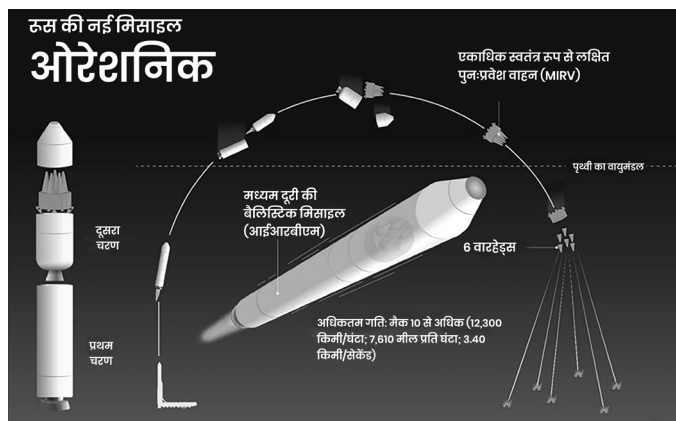 रूस की नई मिसाइल
ओरेशनिक
एकाधिक स्वतंत्र रूप से लक्षित
पुनःप्रवेश वाहन (MIRV)
पृथ्वी का वायुमंडल
मध्यम दूरी की
बैलिस्टिक मिसाइल
(आईआरबीएम)
दूसरा
चरण
6 वारहेड्स
अधिकतम गति: मैक 10 से अधिक (12,300
किमी/घंटा; 7,610 मील प्रति घंटा; 3.40
किमी/सेकेंड)
प्रथम
चरण